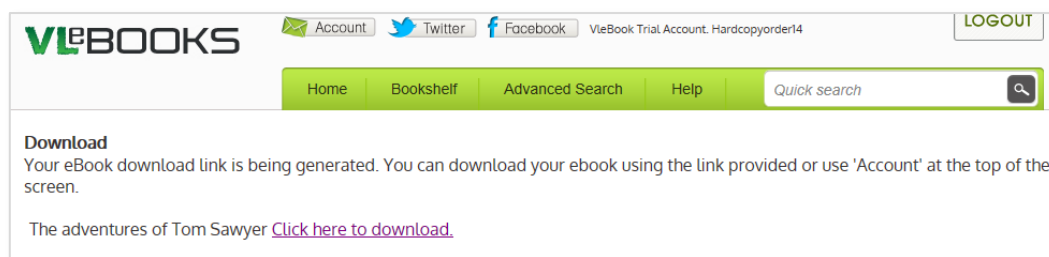 VLeBOOKS
Account Twitter Facebook VleBook Trial Account. Hardcopyorder14 LOGOUT
Home Bookshelf Advanced Search Help Quick search
Download
Your eBook download link is being generated. You can download your ebook using the link provided or use 'Account' at the top of the
screen.
The adventures of Tom Sawyer Click here to download.